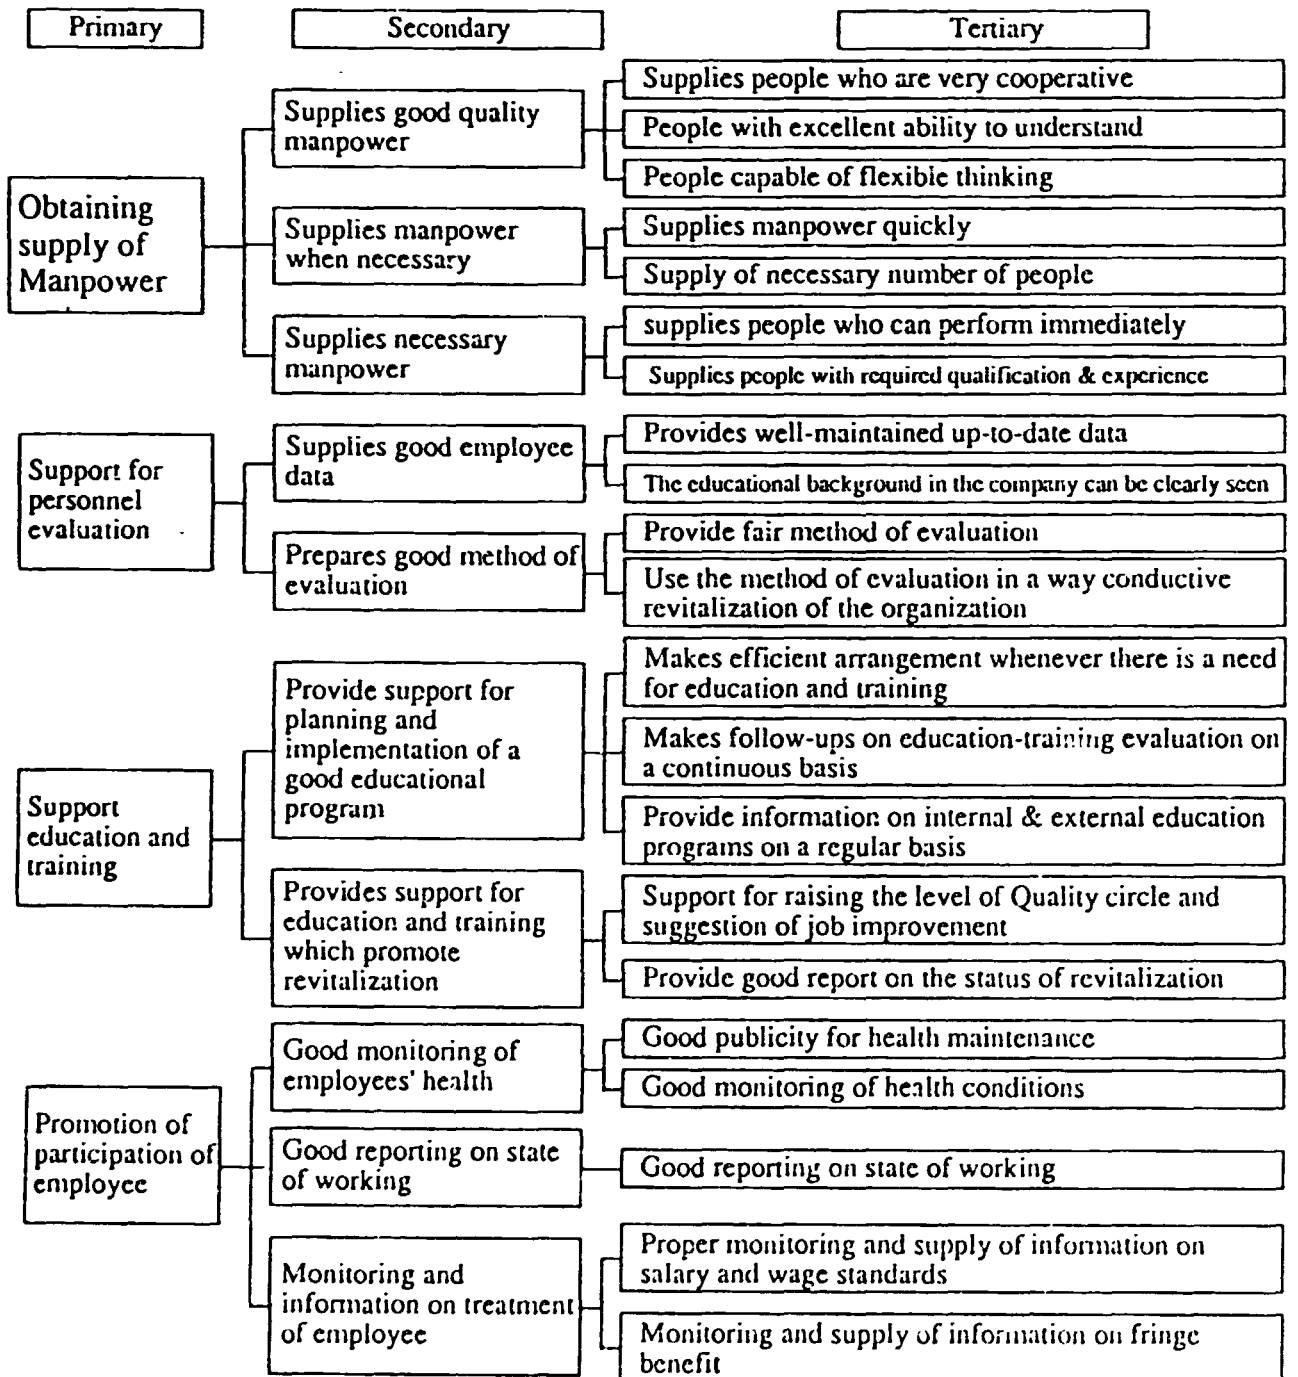 Primary
Secondary
Tertiary
Obtaining
supply of
Manpower
Supplies good quality
manpower
Supplies people who are very cooperative
People with excellent ability to understand
People capable of flexible thinking
Supplies manpower
when necessary
Supplies manpower quickly
Supply of necessary number of people
Supplies necessary
manpower
supplies people who can perform immediately
Supplies people with required qualification & experience
Support for
personnel
evaluation
Supplies good employee
data
Provides well-maintained up-to-date data
The educational background in the company can be clearly seen
Prepares good method of
evaluation
Provide fair method of evaluation
Use the method of evaluation in a way conductive
revitalization of the organization
Support
education and
training
Provide support for
planning and
implementation of a
good educational
program
Makes efficient arrangement whenever there is a need
for education and training
Makes follow-ups on education-training evaluation on
a continuous basis
Provide information on internal & external education
programs on a regular basis
Provides support for
education and training
which promote
revitalization
Support for raising the level of Quality circle and
suggestion of job improvement
Provide good report on the status of revitalization
Promotion of
participation of
employee
Good monitoring of
employees' health
Good publicity for health maintenance
Good monitoring of health conditions
Good reporting on state
of working
Good reporting on state of working
Monitoring and
information on treatment
of employee
Proper monitoring and supply of information on
salary and wage standards
Monitoring and supply of information on fringe
benefit